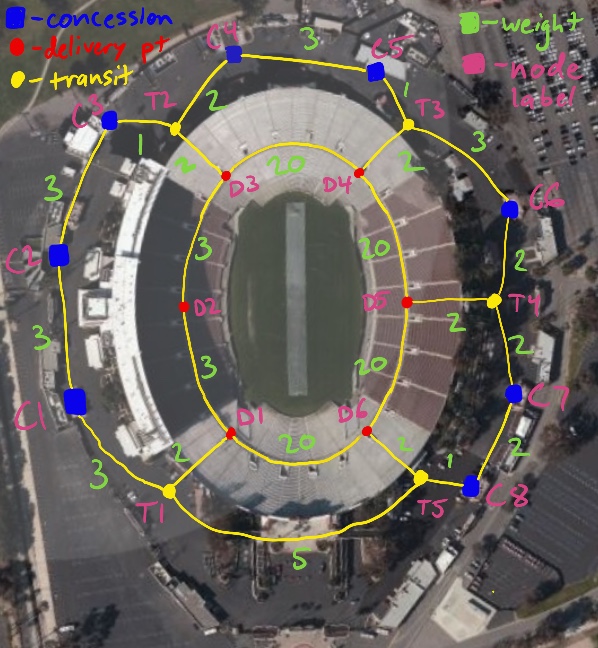 - concession
- delivery pt
- transit
- weight
- node label
C4
3
C5
C3
T2
2
1
T3
1
2
20
2
3
D3
D4
C6
3
C2
3
20
2
D2
D5
2
T4
3
3
20
2
C1
D1
D6
C7
3
2
20
2
1
2
T1
T5
C8
5